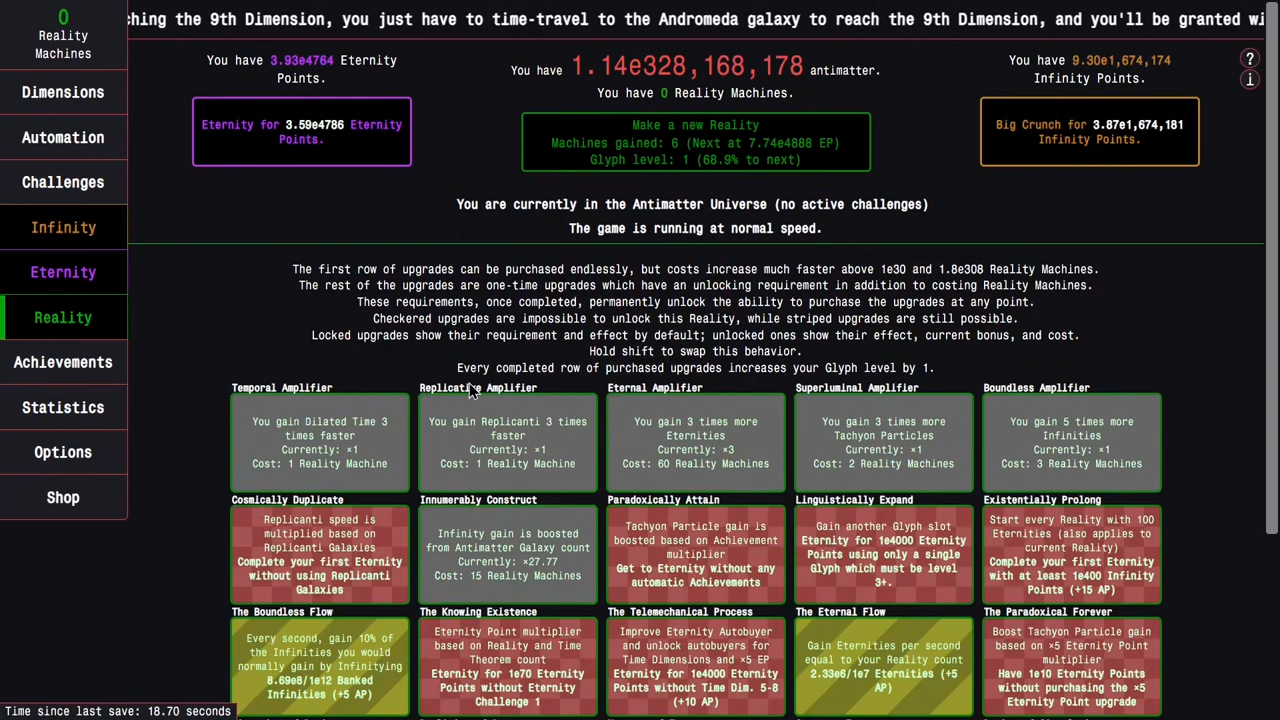 ching the 9th Dimension, you just have to time-travel to the Andromeda galaxy to reach the 9th Dimension, and you'll be granted wi
0
Reality
Machines
Dimensions
Automation
Challenges
Infinity
Eternity
Reality
Achievements
Statistics
Options
Shop
You have 3.93e4764 Eternity
Points.
Eternity for 3.59e4786 Eternity
Points.
You have 1.14e328,168,178 antimatter.
You have 0 Reality Machines.
Make a new Reality
Machines gained: 6 (Next at 7.74e4888 EP)
Glyph level: 1 (68.9% to next)
You have 9.30e1,674,174
Infinity Points.
Big Crunch for 3.87e1,674,181
Infinity Points.
?
i
You are currently in the Antimatter Universe (no active challenges)
The game is running at normal speed.
The first row of upgrades can be purchased endlessly, but costs increase much faster above 1e30 and 1.8e308 Reality Machines.
The rest of the upgrades are one-time upgrades which have an unlocking requirement in addition to costing Reality Machines.
These requirements, once completed, permanently unlock the ability to purchase the upgrades at any point.
Checkered upgrades are impossible to unlock this Reality, while striped upgrades are still possible.
Locked upgrades show their requirement and effect by default; unlocked ones show their effect, current bonus, and cost.
Hold shift to swap this behavior.
Every completed row of purchased upgrades increases your Glyph level by 1.
Temporal Amplifier
You gain Dilated Time 3
times faster
Currently: ×1
Cost: 1 Reality Machine
Replicative Amplifier
You gain Replicanti 3 times
faster
Currently: ×1
Cost: 1 Reality Machine
Eternal Amplifier
You gain 3 times more
Eternities
Currently: ×3
Cost: 60 Reality Machines
Superluminal Amplifier
You gain 3 times more
Tachyon Particles
Currently: ×1
Cost: 2 Reality Machines
Boundless Amplifier
You gain 5 times more
Infinities
Currently: ×1
Cost: 3 Reality Machines
Cosmically Duplicate
Replicanti speed is
multiplied based on
Replicanti Galaxies
Complete your first Eternity
without using Replicanti
Galaxies
Innumerably Construct
Infinity gain is boosted
from Antimatter Galaxy count
Currently: ×27.77
Cost: 15 Reality Machines
Paradoxically Attain
Tachyon Particle gain is
boosted based on Achievement
multiplier
Get to Eternity without any
automatic Achievements
Linguistically Expand
Gain another Glyph slot
Eternity for 1e4000 Eternity
Points using only a single
Glyph which must be level
3+.
Existentially Prolong
Start every Reality with 100
Eternities (also applies to
current Reality)
Complete your first Eternity
with at least 1e400 Infinity
Points (+15 AP)
The Boundless Flow
Every second, gain 10% of
the Infinities you would
normally gain by Infinitying
8.69e8/1e12 Banked
Infinities (+5 AP)
The Knowing Existence
Eternity Point multiplier
based on Reality and Time
Theorem count
Eternity for 1e70 Eternity
Points without Eternity
Challenge 1
The Telemechanical Process
Improve Eternity Autobuyer
and unlock autobuyers for
Time Dimensions and ×5 EP
Eternity for 1e4000 Eternity
Points without Time Dim. 5-8
(+10 AP)
The Eternal Flow
Gain Eternities per second
equal to your Reality count
2.33e6/1e7 Eternities (+5
AP)
The Paradoxical Forever
Boost Tachyon Particle gain
based on ×5 Eternity Point
multiplier
Have 1e10 Eternity Points
without purchasing the ×5
Eternity Point upgrade
Time since last save: 18.70 seconds